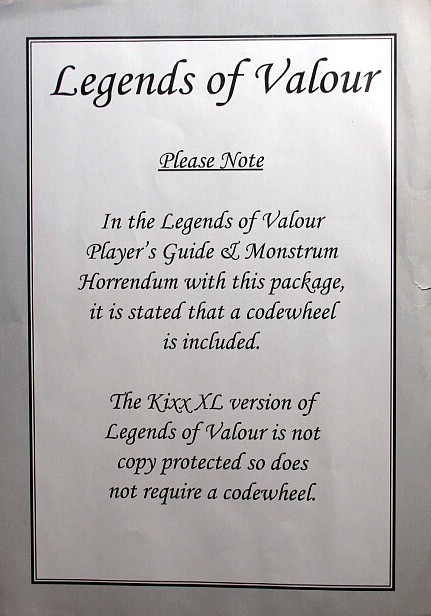 Legends of Valour
Please Note
In the Legends of Valour
Player's Guide & Monstrum
Horrendum with this package,
it is stated that a codewheel
is included.
The Kixx XL version of
Legends of Valour is not
copy protected so does
not require a codewheel.